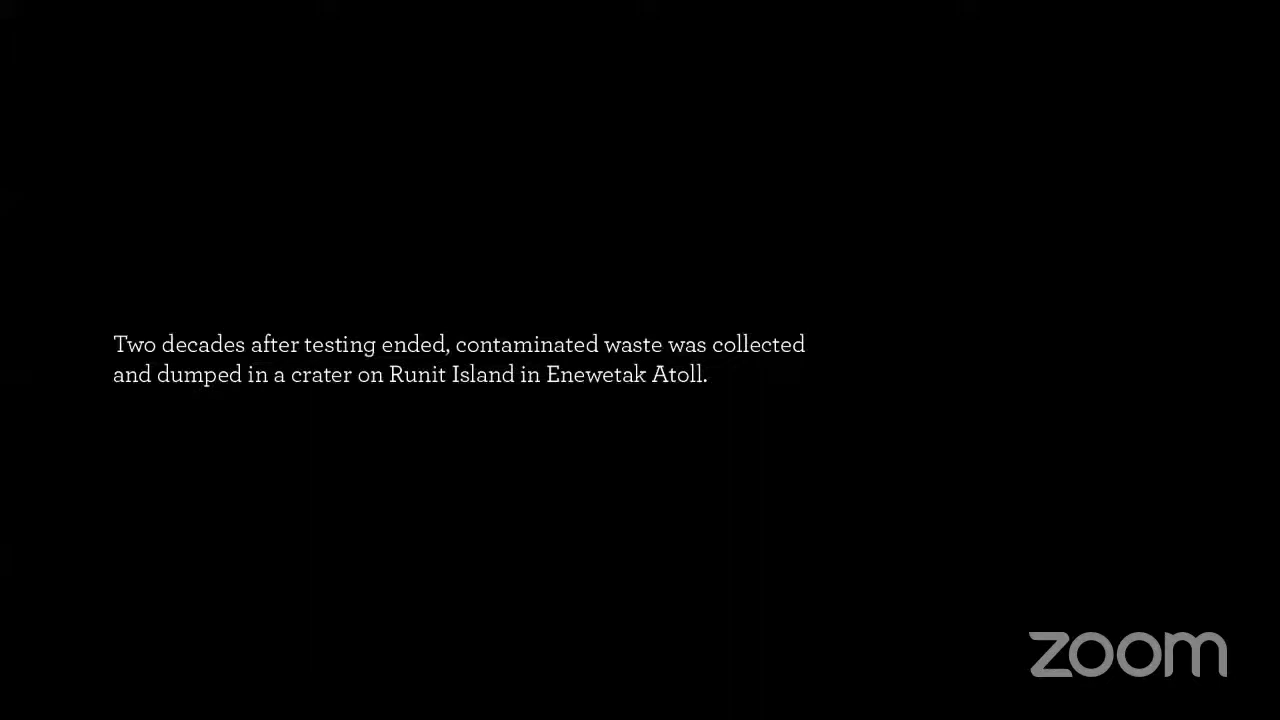 Two decades after testing ended, contaminated waste was collected
and dumped in a crater on Runit Island in Enewetak Atoll.
zoom